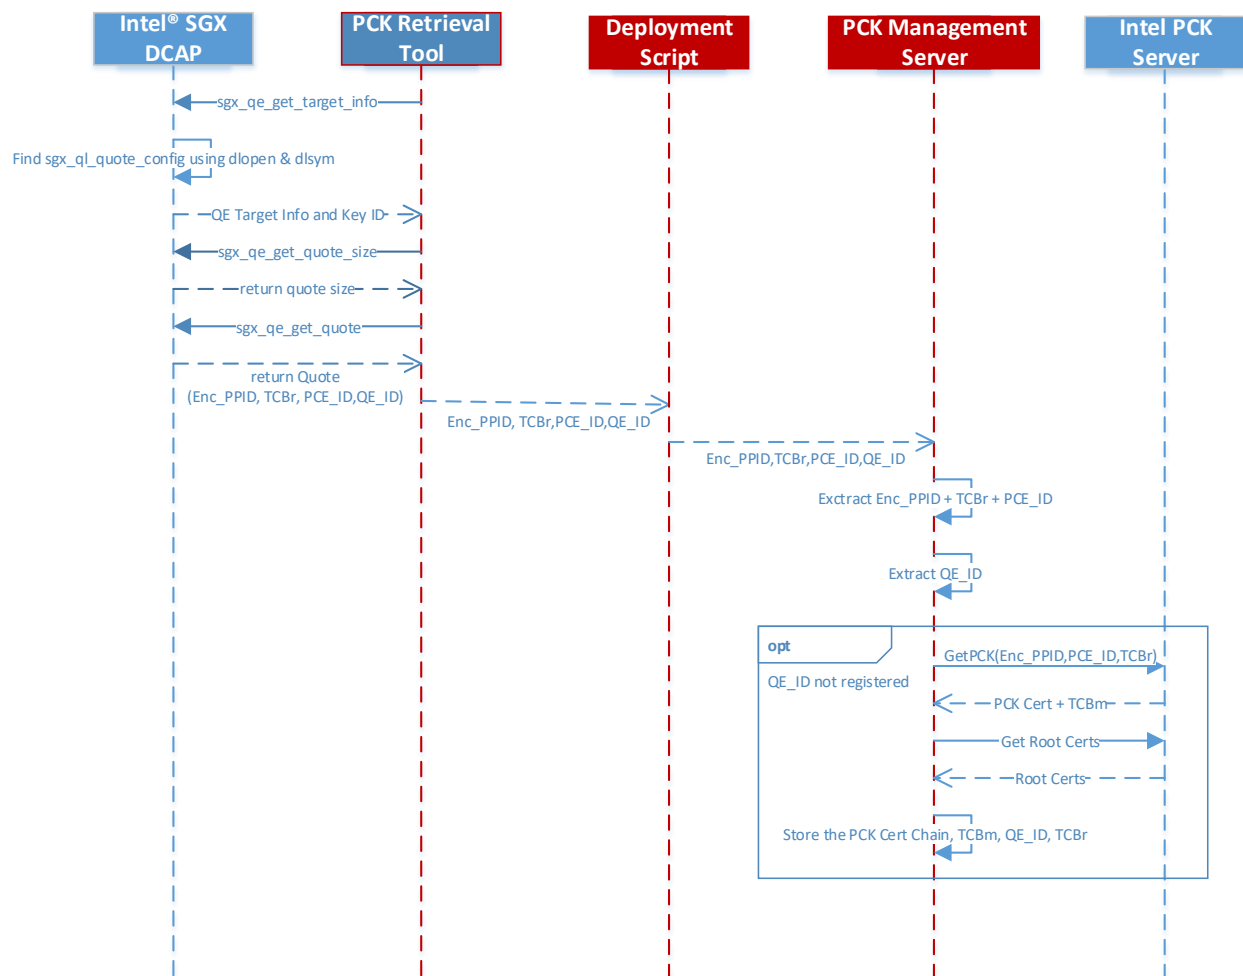 Intel® SGX
DCAP
PCK Retrieval
Tool
Deployment
Script
PCK Management
Server
Intel PCK
Server
sgx_qe_get_target_info
Find sgx_ql_quote_config using dlopen & dlsym
QE Target Info and Key ID
sgx_qe_get_quote_size
return quote size
sgx_qe_get_quote
return Quote
(Enc_PPID, TCBr, PCE_ID,QE_ID)
Enc_PPID, TCBr,PCE_ID,QE_ID
Enc_PPID,TCBr,PCE_ID,QE_ID
Exctract Enc_PPID + TCBr + PCE_ID
Extract QE_ID
opt
GetPCK(Enc_PPID,PCE_ID,TCBr)
QE_ID not registered
PCK Cert + TCBm
Get Root Certs
Root Certs
Store the PCK Cert Chain, TCBm, QE_ID, TCBr